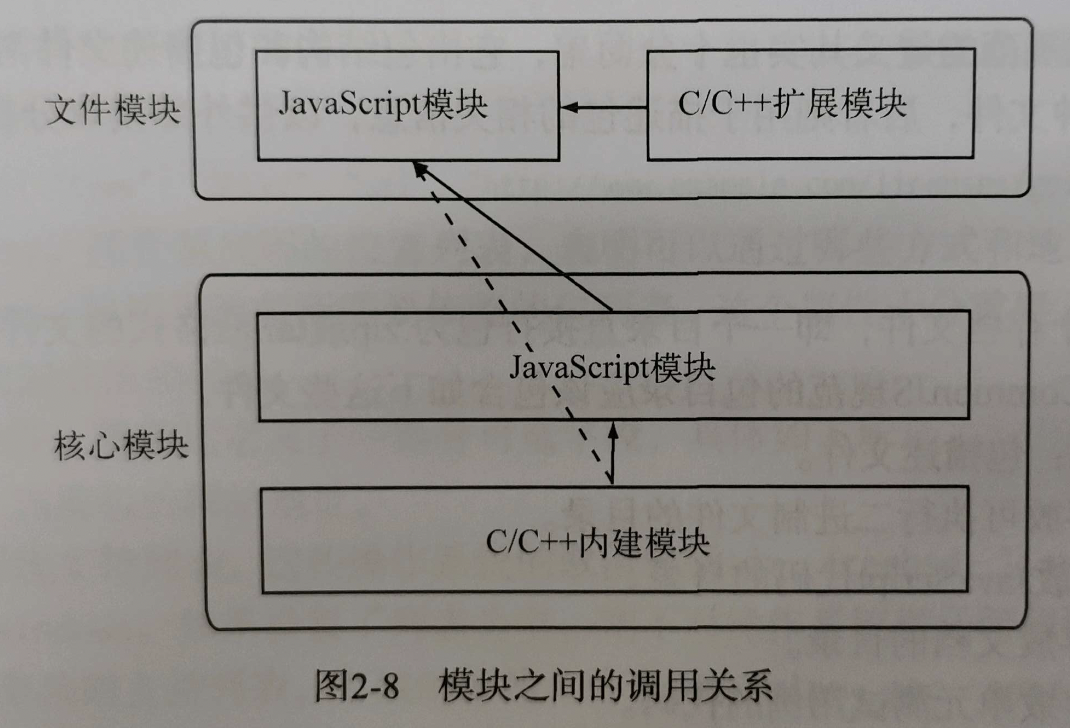 文件模块
JavaScript模块
C/C++扩展模块
核心模块
JavaScript模块
C/C++内建模块
图2-8 模块之间的调用关系